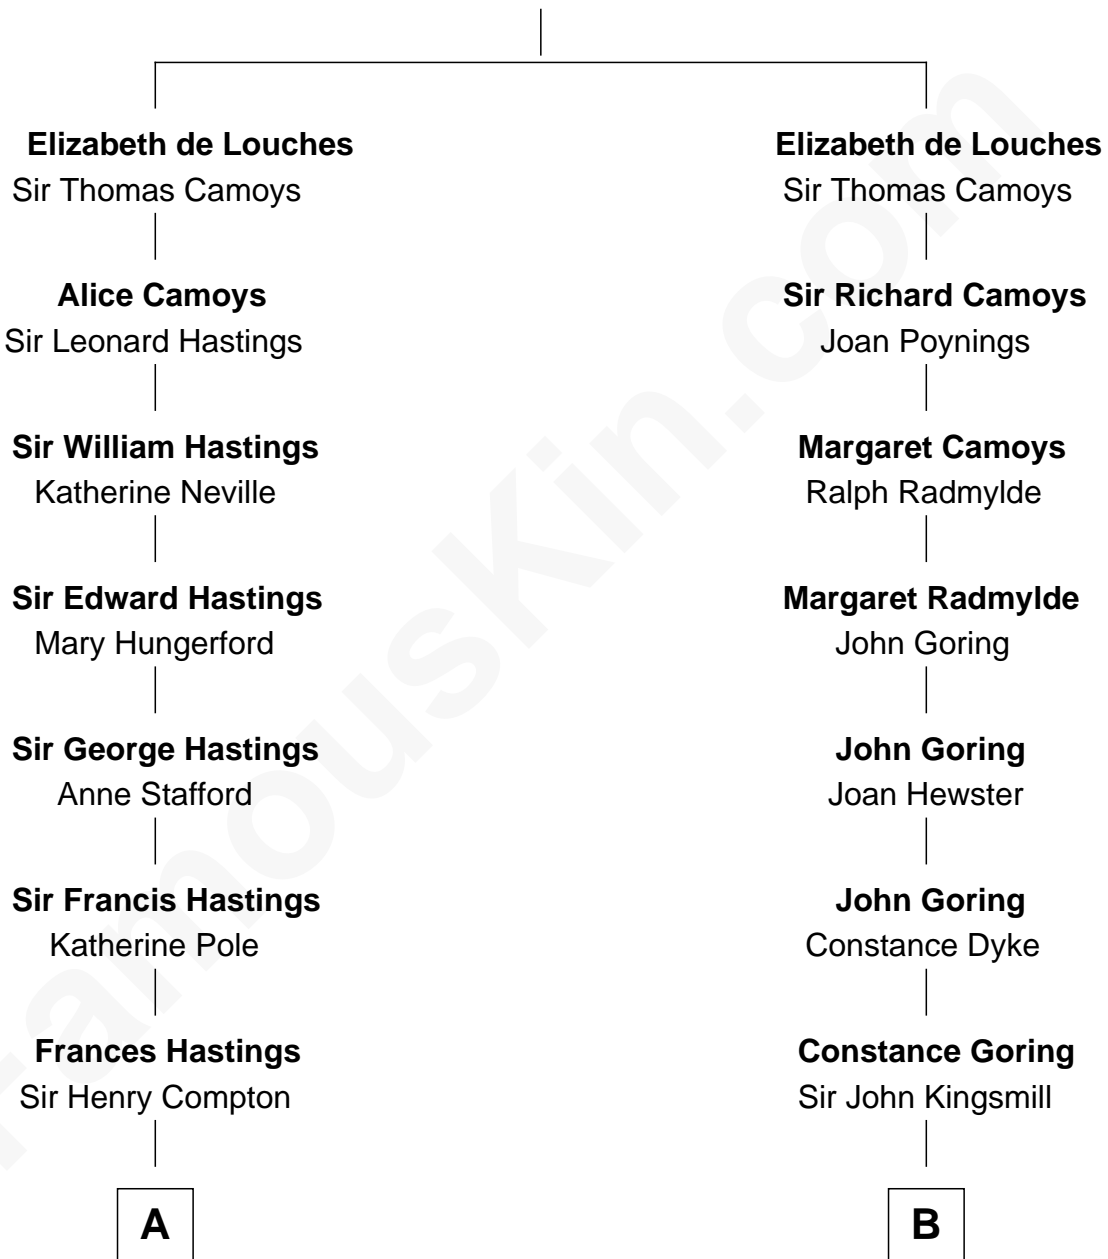 Elizabeth de Louches
Sir Thomas Camoys
Alice Camoys
Sir Leonard Hastings
Sir William Hastings
Katherine Neville
Sir Edward Hastings
Mary Hungerford
Sir George Hastings
Anne Stafford
Sir Francis Hastings
Katherine Pole
Frances Hastings
Sir Henry Compton
A
Elizabeth de Louches
Sir Thomas Camoys
Sir Richard Camoys
Joan Poynings
Margaret Camoys
Ralph Radmylde
Margaret Radmylde
John Goring
John Goring
Joan Hewster
John Goring
Constance Dyke
Constance Goring
Sir John Kingsmill
B
FamousKin.com